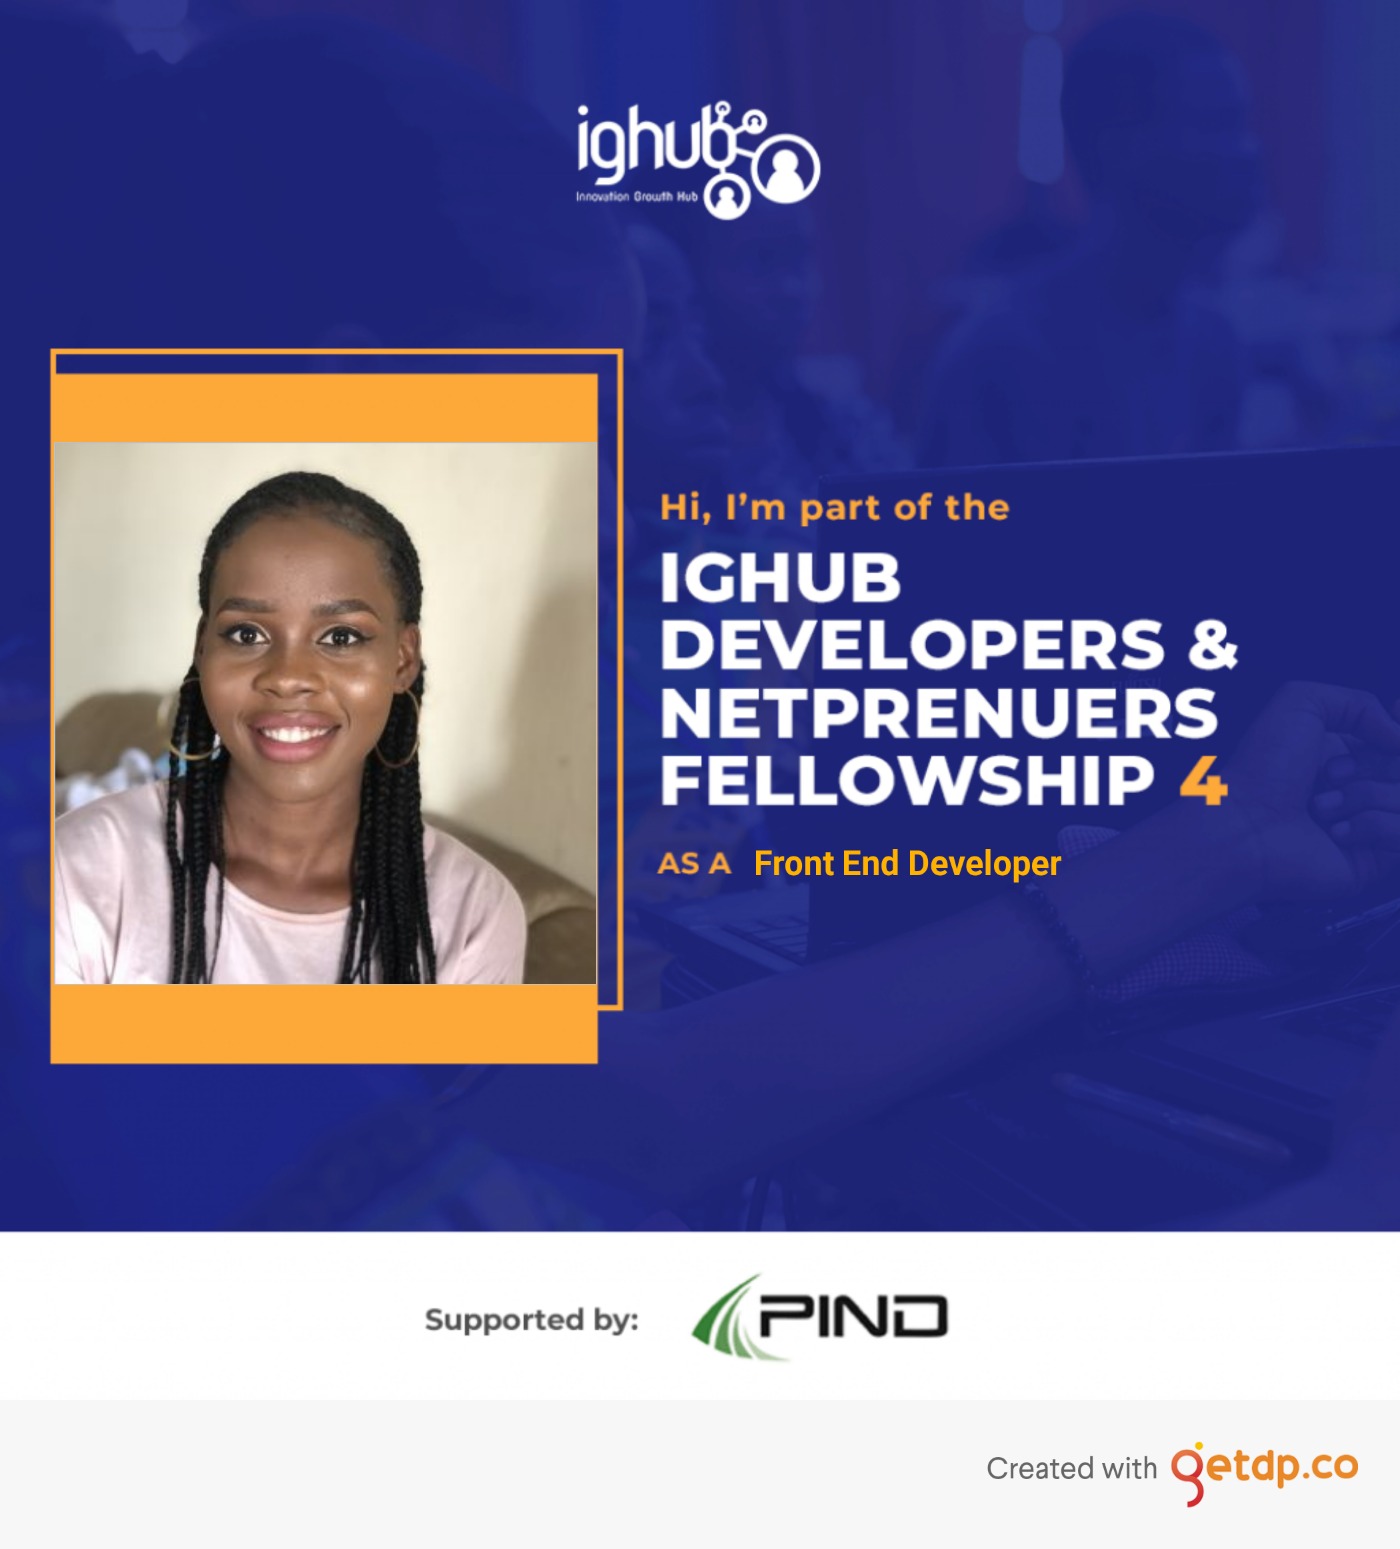 ighub
Innovation Growth Hub
Hi, I'm part of the
IGHUB
DEVELOPERS &
NETPRENUERS
FELLOWSHIP 4
AS A Front End Developer
Supported by: PIND
Created with getdp.co